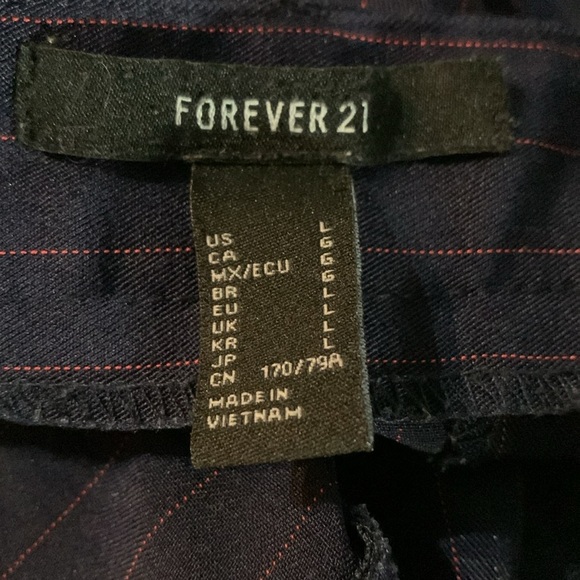 FOREVER 21
US L
CA G
MX/ECU G
BR G
EU L
UK L
KR L
JP L
CN 170/79A
MADE IN
VIETNAM